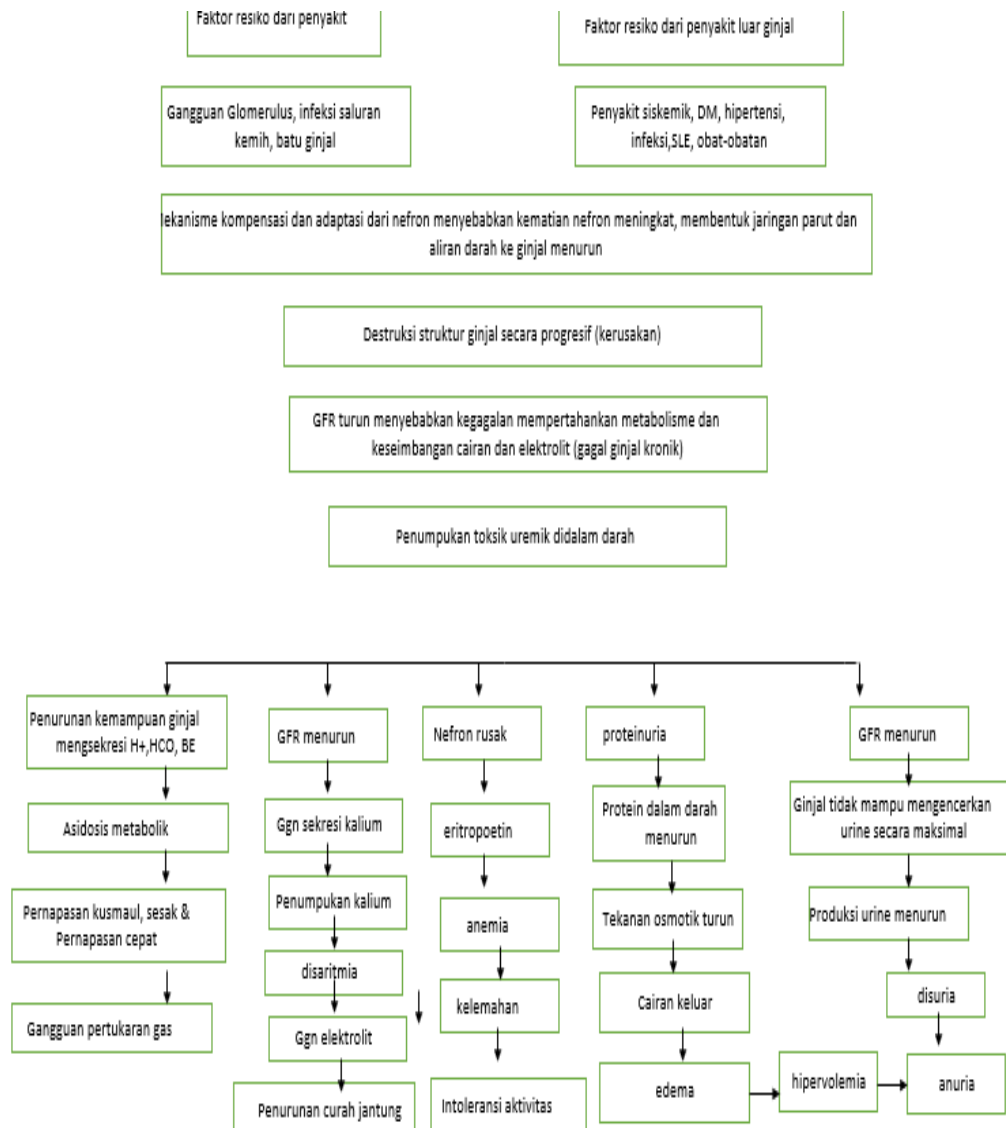 Faktor resiko dari penyakit
Faktor resiko dari penyakit luar ginjal
Gangguan Glomerulus, infeksi saluran
kemih, batu ginjal
Penyakit siskemik, DM, hipertensi,
infeksi,SLE, obat-obatan
Mekanisme kompensasi dan adaptasi dari nefron menyebabkan kematian nefron meningkat, membentuk jaringan parut dan
aliran darah ke ginjal menurun
Destruksi struktur ginjal secara progresif (kerusakan)
GFR turun menyebabkan kegagalan mempertahankan metabolisme dan
keseimbangan cairan dan elektrolit (gagal ginjal kronik)
Penumpukan toksik uremik didalam darah
Penurunan kemampuan ginjal
mengsekresi H+,HCO, BE
Asidosis metabolik
Pernapasan kusmaul, sesak &
Pernapasan cepat
Gangguan pertukaran gas
GFR menurun
Ggn sekresi kalium
Penumpukan kalium
disaritmia
Ggn elektrolit
Penurunan curah jantung
Nefron rusak
eritropoetin
anemia
kelemahan
Intoleransi aktivitas
proteinuria
Protein dalam darah
menurun
Tekanan osmotik turun
Cairan keluar
edema
hipervolemia
GFR menurun
Ginjal tidak mampu mengencerkan
urine secara maksimal
Produksi urine menurun
disuria
anuria